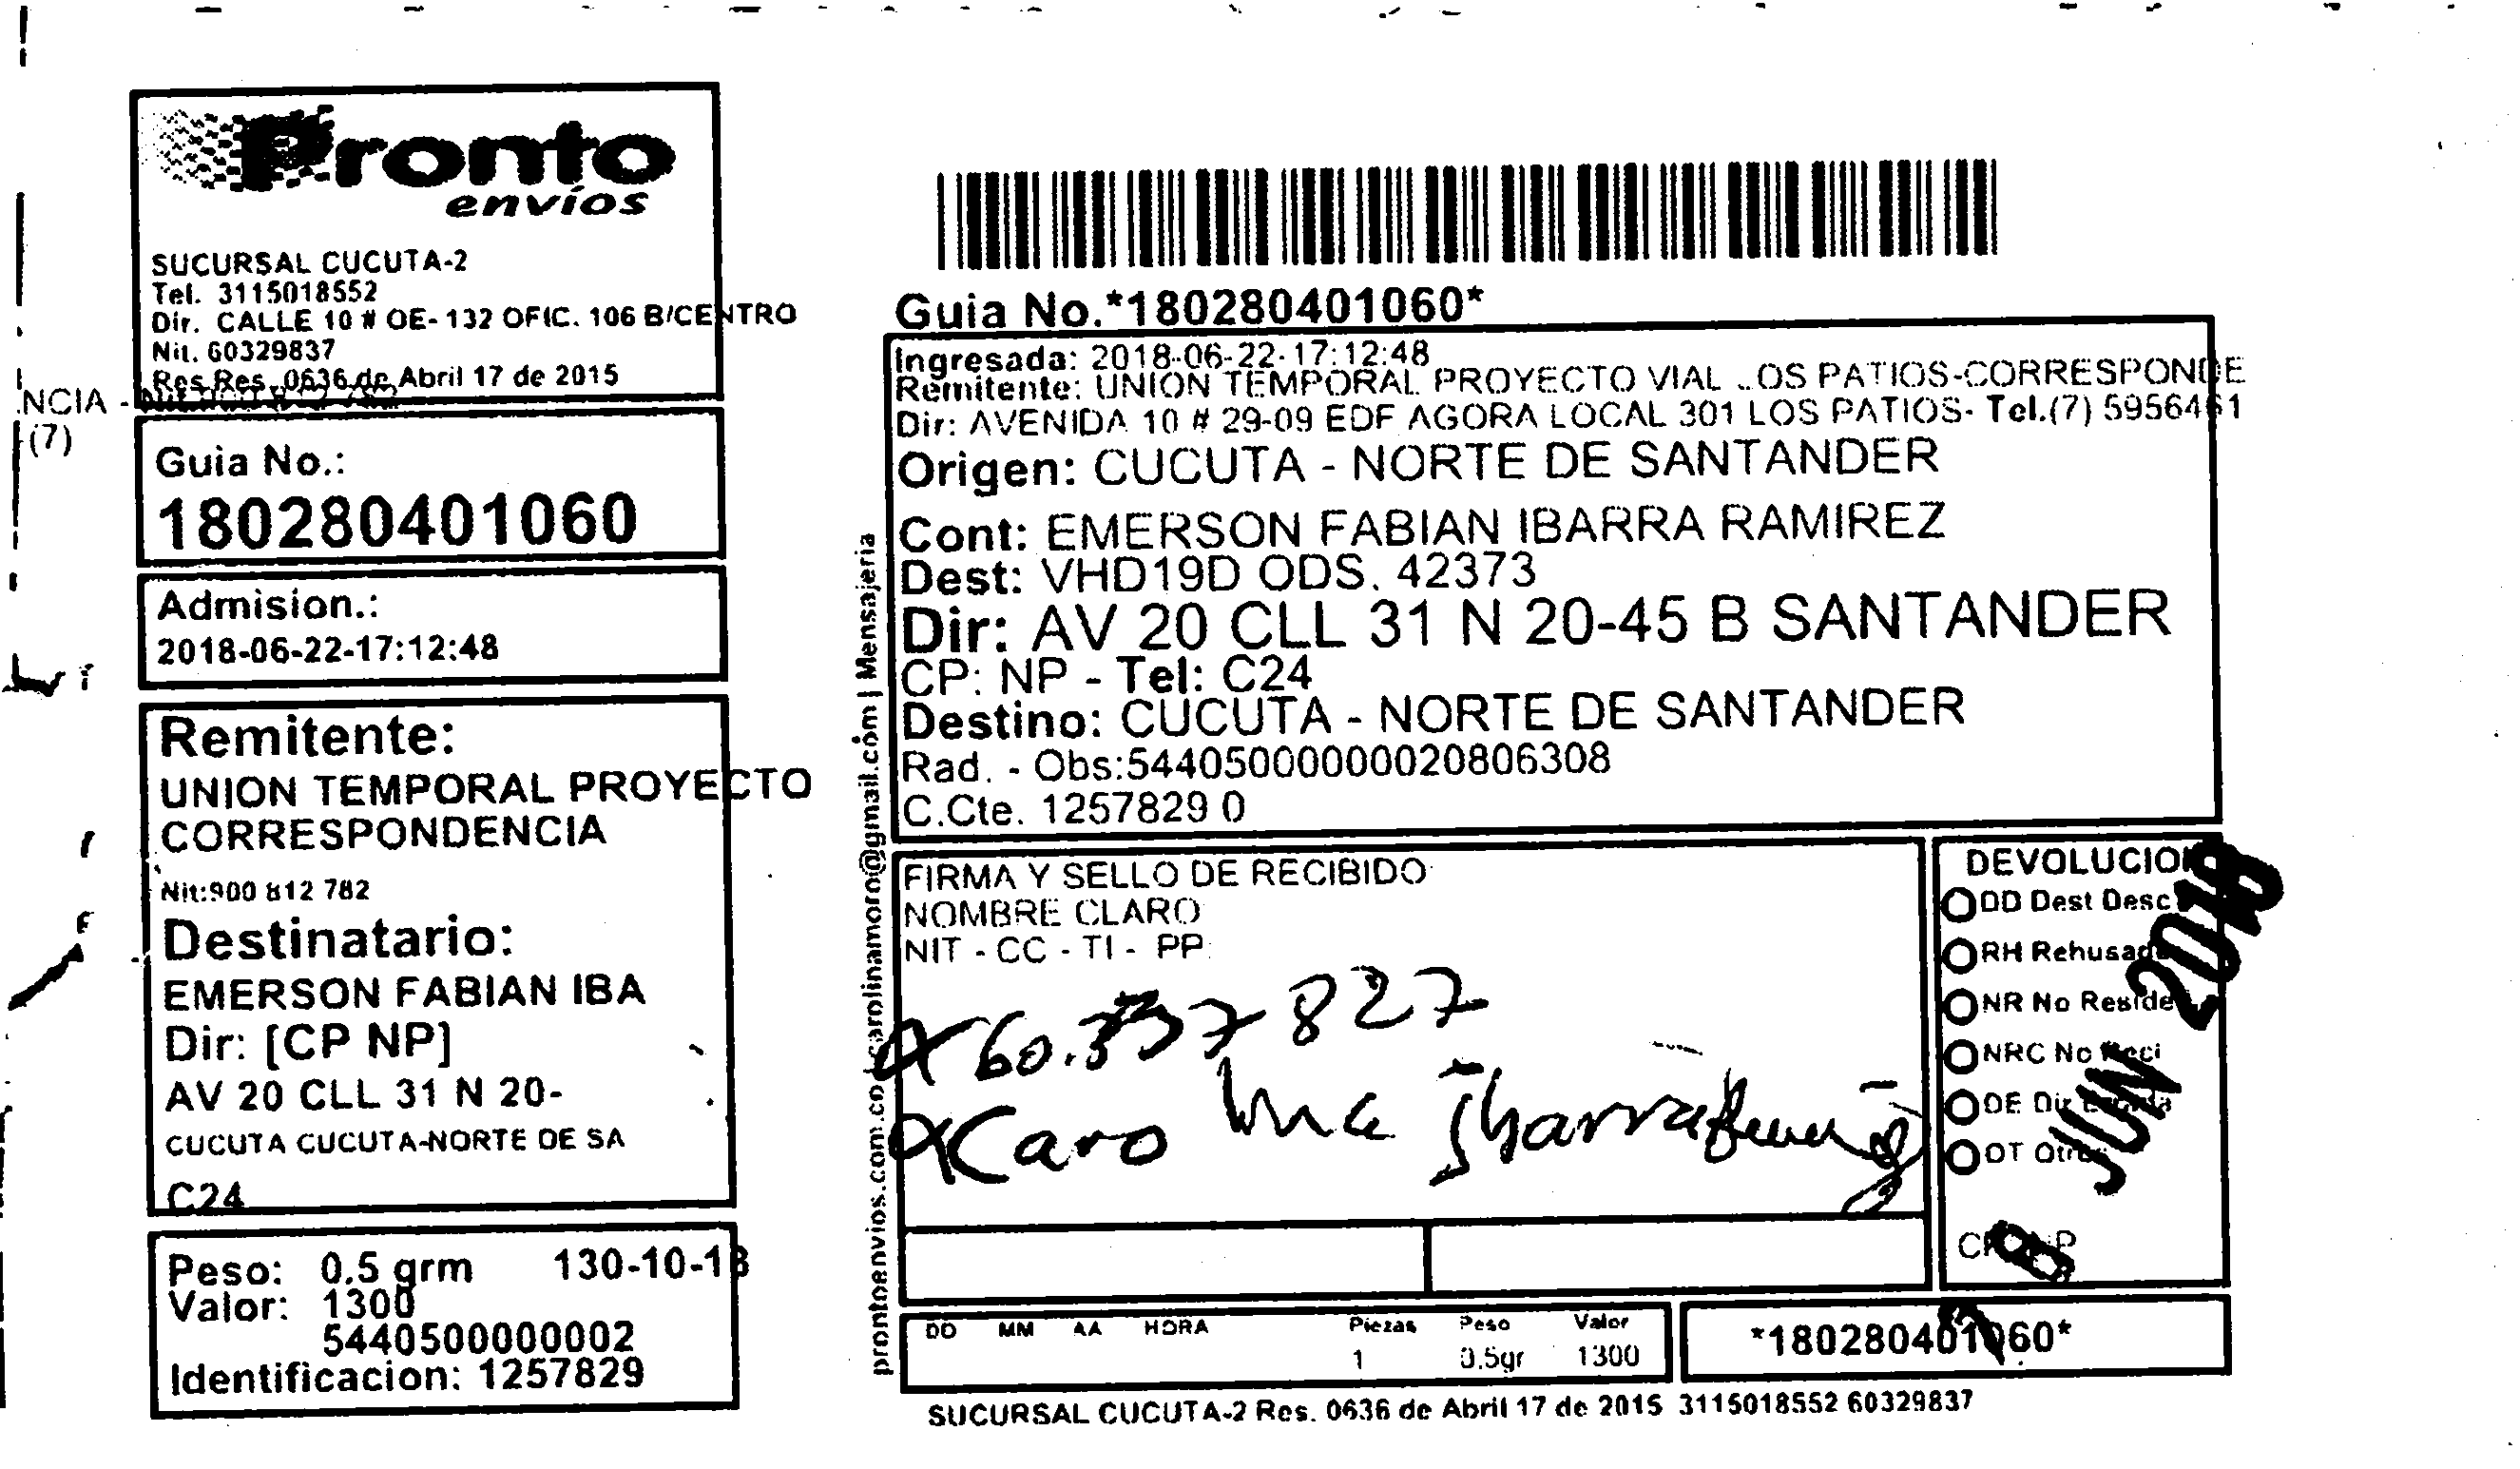 Pronto
envíos
SUCURSAL CUCUTA-2
Tel. 3115018552
Dir. CALLE 10 # OE-132 OFIC. 106 B/CENTRO
Nit. 60329837
Res Res. 0636 de Abril 17 de 2015
NCIA -
(7)
Guia No.:
180280401060
Admision.:
2018-06-22-17:12:48
Remitente:
UNION TEMPORAL PROYECTO
CORRESPONDENCIA
Nit:900 812 782
Destinatario:
EMERSON FABIAN IBA
Dir: [CP NP]
AV 20 CLL 31 N 20-
CUCUTA CUCUTA-NORTE DE SA
C24
Peso: 0.5 grm 130-10-13
Valor: 1300
5440500000002
Identificacion: 1257829
prontoenvios.com.co carolinamoro@gmail.com | Mensajeria
Guia No.*180280401060*
Ingresada: 2018-06-22-17:12:48
Remitente: UNION TEMPORAL PROYECTO VIAL LOS PATIOS-CORRESPONDE
Dir: AVENIDA 10 # 29-09 EDF AGORA LOCAL 301 LOS PATIOS- Tel.(7) 5956461
Origen: CUCUTA - NORTE DE SANTANDER
Cont: EMERSON FABIAN IBARRA RAMIREZ
Dest: VHD19D ODS. 42373
Dir: AV 20 CLL 31 N 20-45 B SANTANDER
CP: NP - Tel: C24
Destino: CUCUTA - NORTE DE SANTANDER
Rad. - Obs:544050000000020806308
C.Cte. 1257829 0
FIRMA Y SELLO DE RECIBIDO
NOMBRE CLARO
NIT - CC - TI - PP
60.337827
Caro Ibarra
DEVOLUCION
DD Dest Desc
RH Rehusado
NR No Reside
NRC No Reci
DE Dir Errada
OT Otros
JUN 2018
DD MM AA HORA Piezas Peso Valor
1 0.5gr 1300
*180280401060*
SUCURSAL CUCUTA-2 Res. 0636 de Abril 17 de 2015 3115018552 60329837